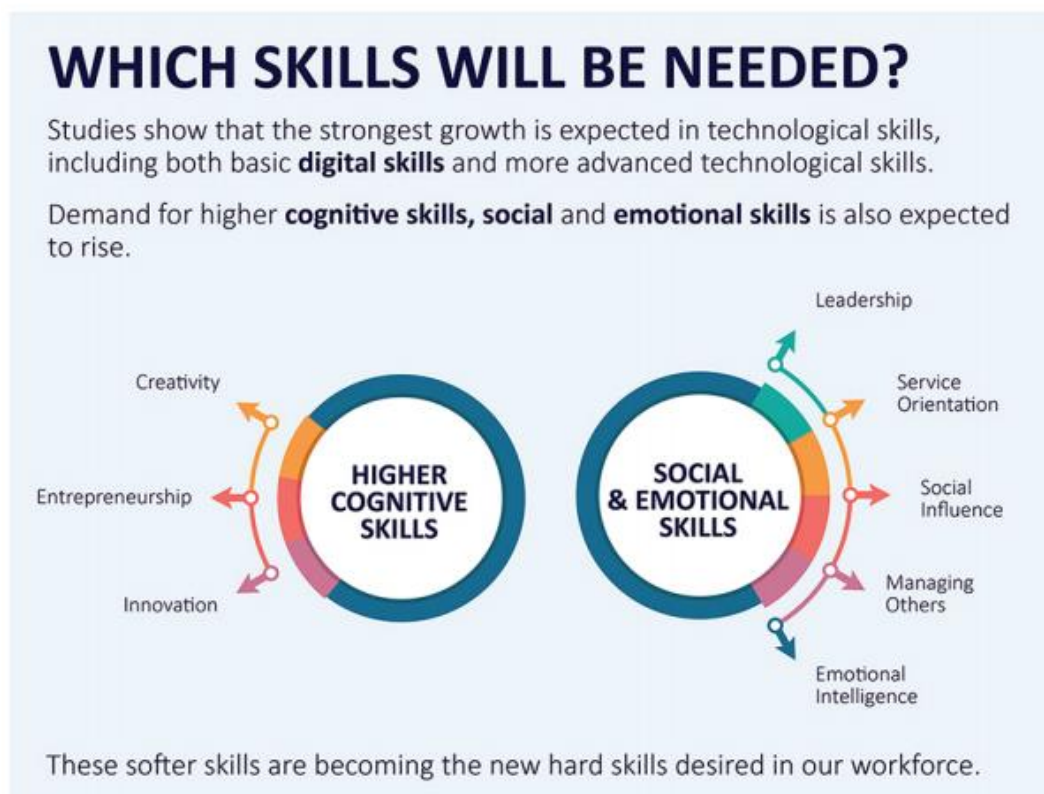 WHICH SKILLS WILL BE NEEDED?
Studies show that the strongest growth is expected in technological skills,
including both basic digital skills and more advanced technological skills.
Demand for higher cognitive skills, social and emotional skills is also expected
to rise.
Creativity
Entrepreneurship
Innovation
HIGHER
COGNITIVE
SKILLS
SOCIAL
& EMOTIONAL
SKILLS
Leadership
Service
Orientation
Social
Influence
Managing
Others
Emotional
Intelligence
These softer skills are becoming the new hard skills desired in our workforce.